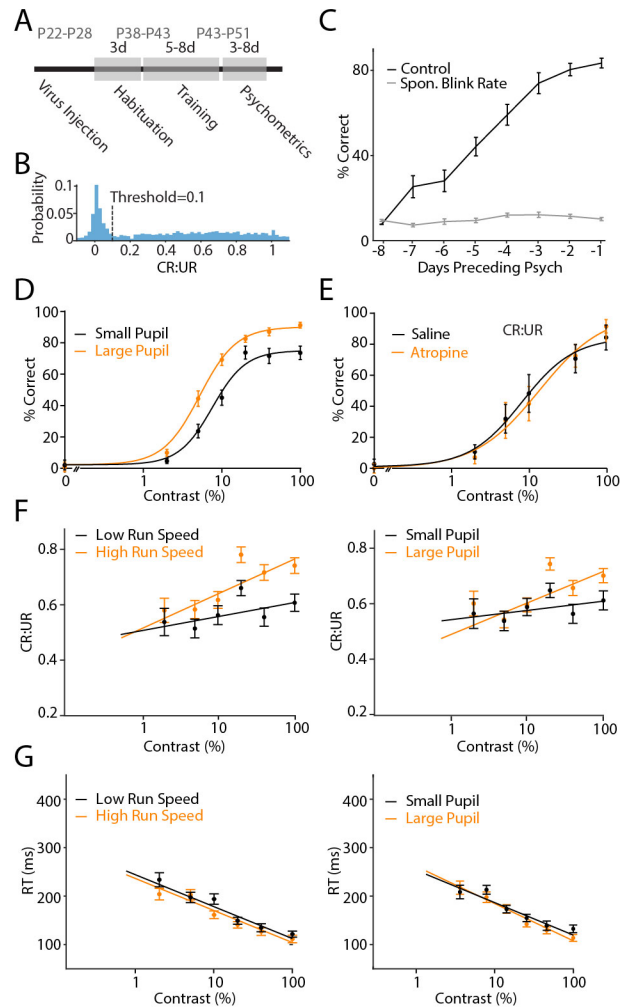 A
P22-P28
P38-P43
P43-P51
3d
5-8d
3-8d
Virus Injection
Habituation
Training
Psychometrics
B
Probability
0.1
0.05
0
Threshold=0.1
0 0.2 0.4 0.6 0.8 1
CR:UR
C
80
40
0
% Correct
Control
Spon. Blink Rate
-8 -7 -6 -5 -4 -3 -2 -1
Days Preceding Psych
D
100
80
60
40
20
0
% Correct
Small Pupil
Large Pupil
0 1 10 100
Contrast (%)
E
100
80
60
40
20
0
% Correct
Saline
Atropine
CR:UR
0 1 10 100
Contrast (%)
F
Low Run Speed
High Run Speed
0.8
0.6
0.4
0.2
CR:UR
1 10 100
Contrast (%)
Small Pupil
Large Pupil
0.8
0.6
0.4
0.2
CR:UR
1 10 100
Contrast (%)
G
Low Run Speed
High Run Speed
400
300
200
100
RT (ms)
1 10 100
Contrast (%)
Small Pupil
Large Pupil
400
300
200
100
RT (ms)
1 10 100
Contrast (%)